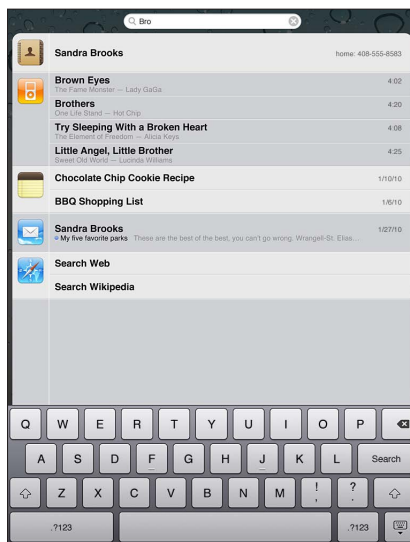 Bro
Sandra Brooks home: 408-555-8583
Brown Eyes 4:02
The Fame Monster — Lady GaGa
Brothers 4:20
One Life Stand — Hot Chip
Try Sleeping With a Broken Heart 4:08
The Element of Freedom — Alicia Keys
Little Angel, Little Brother 4:25
Sweet Old World — Lucinda Williams
Chocolate Chip Cookie Recipe 1/10/10
BBQ Shopping List 1/6/10
Sandra Brooks 1/27/10
My five favorite parks These are the best of the best, you can't go wrong. Wrangell-St. Elias...
Search Web
Search Wikipedia
Q W E R T Y U I O P
A S D F G H J K L Search
Z X C V B N M ! , ? .
.?123 .?123